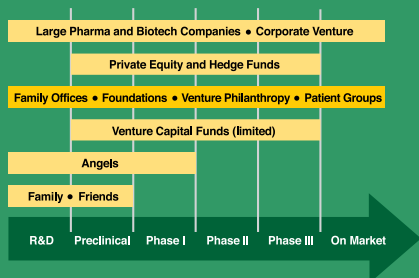 Large Pharma and Biotech Companies • Corporate Venture
Private Equity and Hedge Funds
Family Offices • Foundations • Venture Philanthropy • Patient Groups
Venture Capital Funds (limited)
Angels
Family • Friends
R&D Preclinical Phase I Phase II Phase III On Market